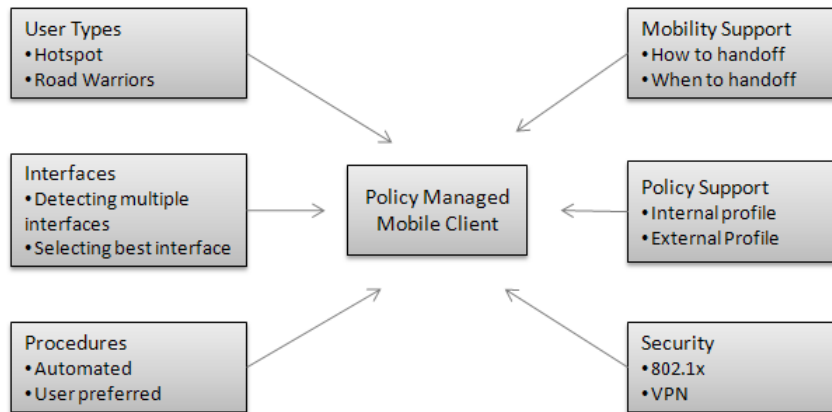 User Types
•Hotspot
•Road Warriors
Mobility Support
•How to handoff
•When to handoff
Interfaces
•Detecting multiple
interfaces
•Selecting best interface
Policy Managed
Mobile Client
Policy Support
•Internal profile
•External Profile
Procedures
•Automated
•User preferred
Security
•802.1x
•VPN